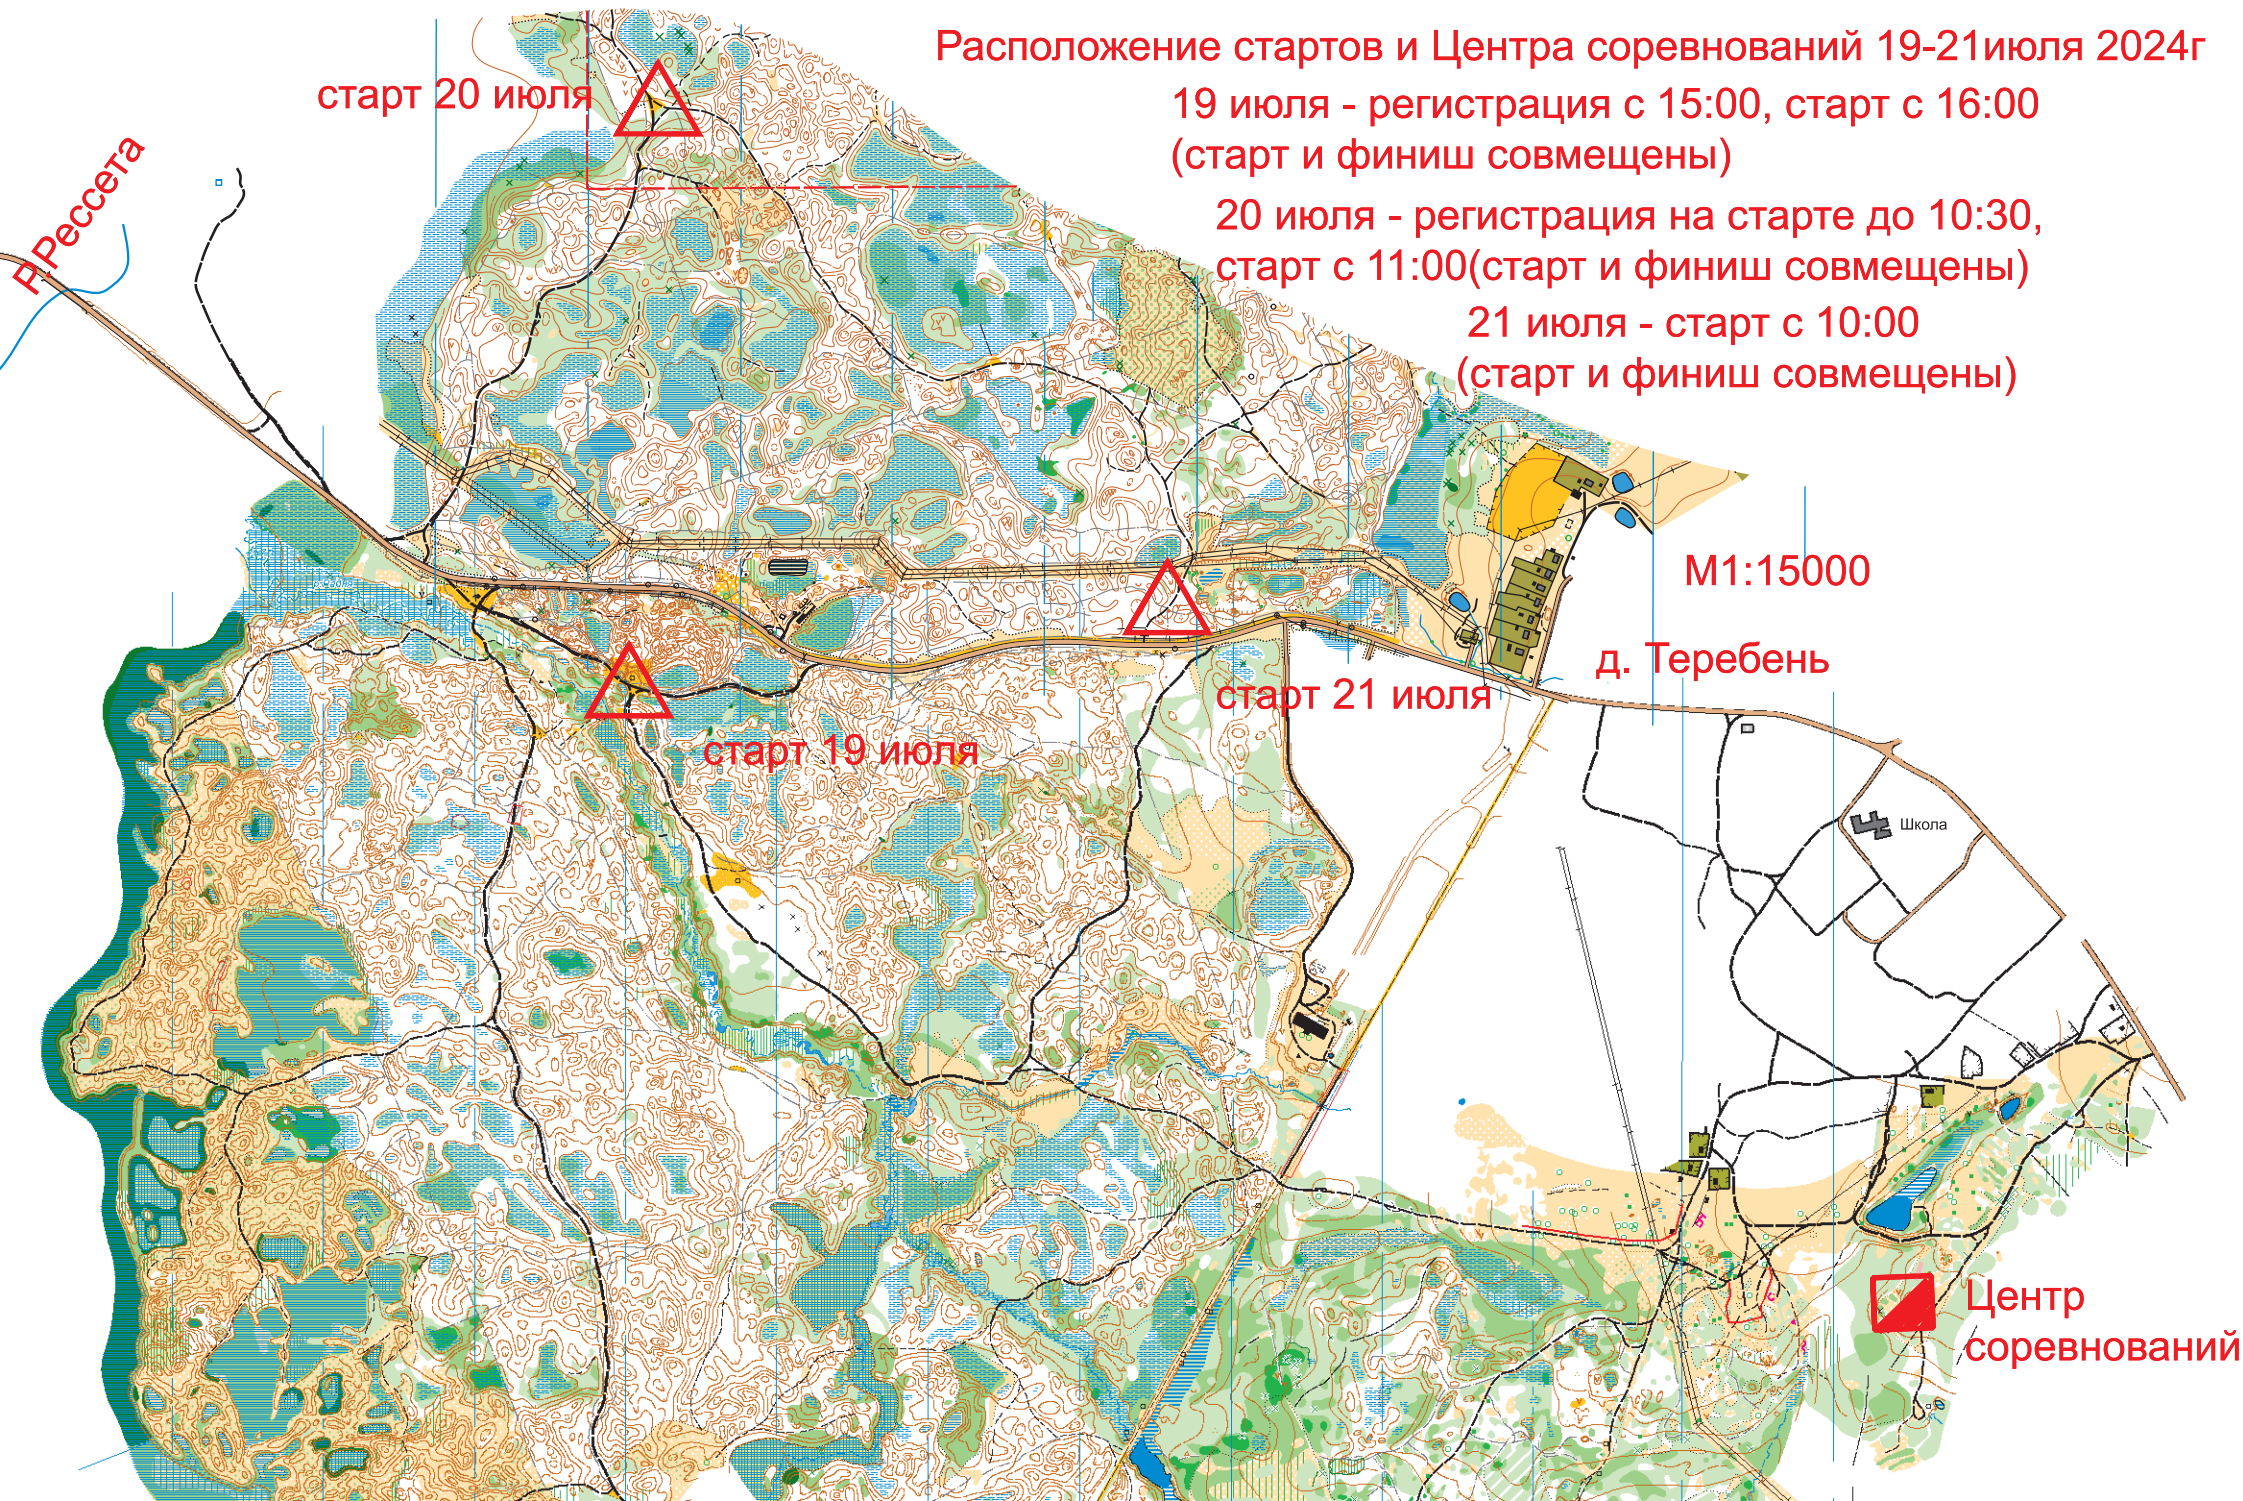 Расположение стартов и Центра соревнований 19-21июля 2024г
19 июля - регистрация с 15:00, старт с 16:00
(старт и финиш совмещены)
20 июля - регистрация на старте до 10:30,
старт с 11:00(старт и финиш совмещены)
21 июля - старт с 10:00
(старт и финиш совмещены)
старт 20 июля
Р.Рессета
М1:15000
д. Теребень
старт 21 июля
старт 19 июля
Школа
Центр
соревнований